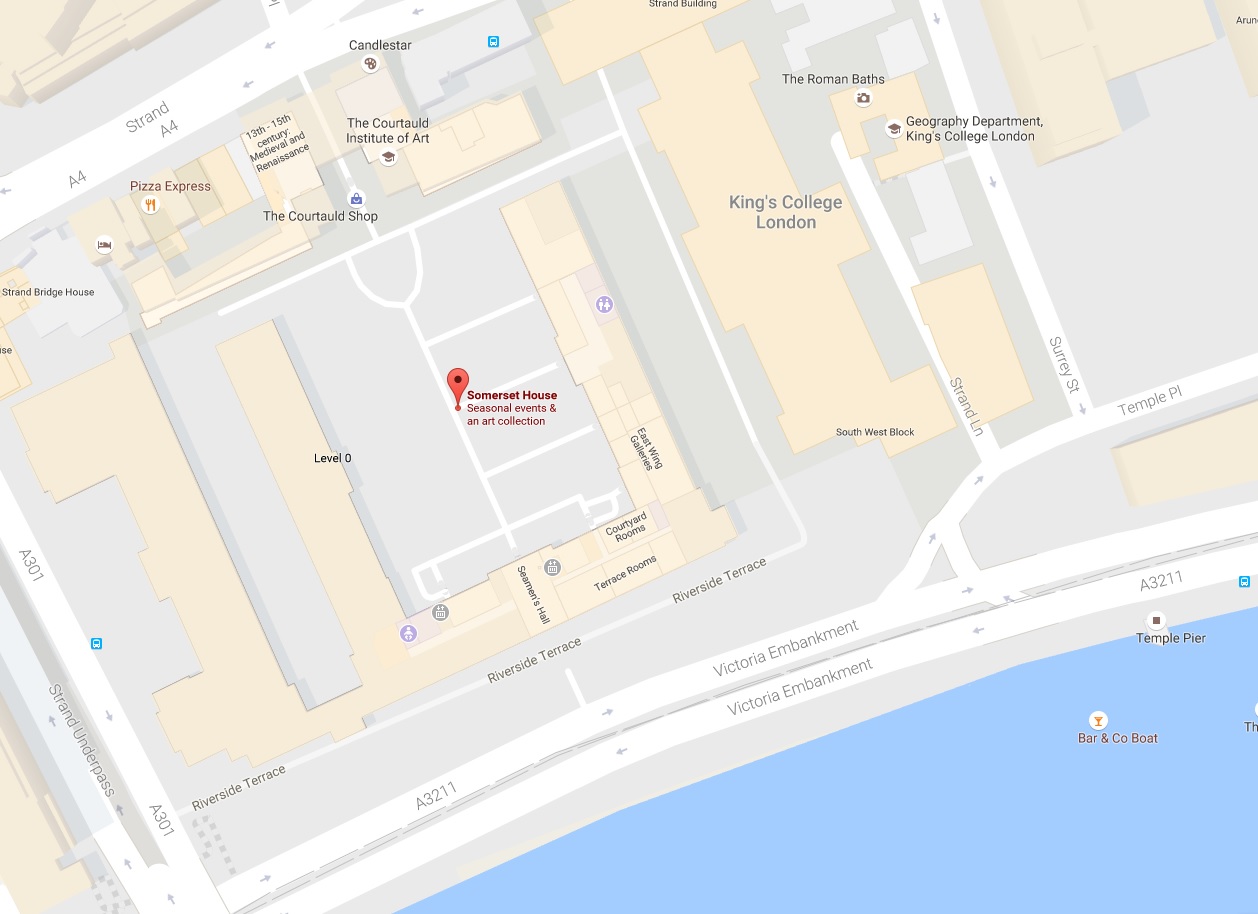 Strand Building
Candlestar
Strand
A4
The Courtauld
Institute of Art
13th - 15th
century:
Medieval and
Renaissance
The Roman Baths
Geography Department,
King's College London
A4
Pizza Express
The Courtauld Shop
King's College
London
Strand Bridge House
Somerset House
Seasonal events &
an art collection
Level 0
East Wing
Galleries
Surrey St
Strand Ln
Temple Pl
South West Block
Courtyard
Rooms
Terrace Rooms
Seamen's Hall
Riverside Terrace
A301
A3211
Temple Pier
Victoria Embankment
Riverside Terrace
Victoria Embankment
Strand Underpass
Bar & Co Boat
Riverside Terrace
A3211
A301